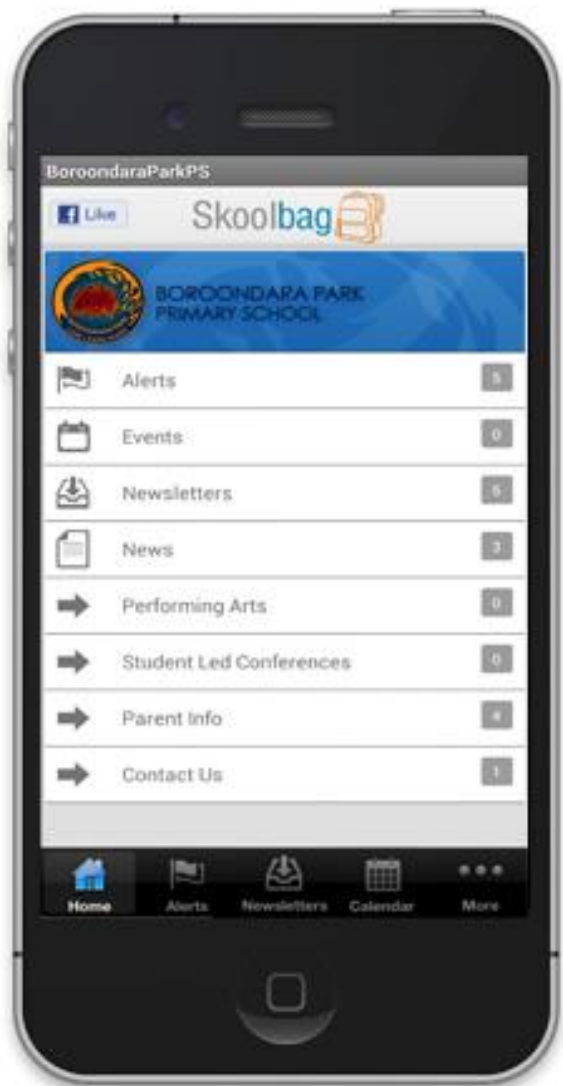 BoroondaraParkPS
Like Skoolbag
BOROONDARA PARK
PRIMARY SCHOOL
Alerts 5
Events 0
Newsletters 5
News 3
Performing Arts 0
Student Led Conferences 0
Parent Info 4
Contact Us 1
Home Alerts Newsletters Calendar More